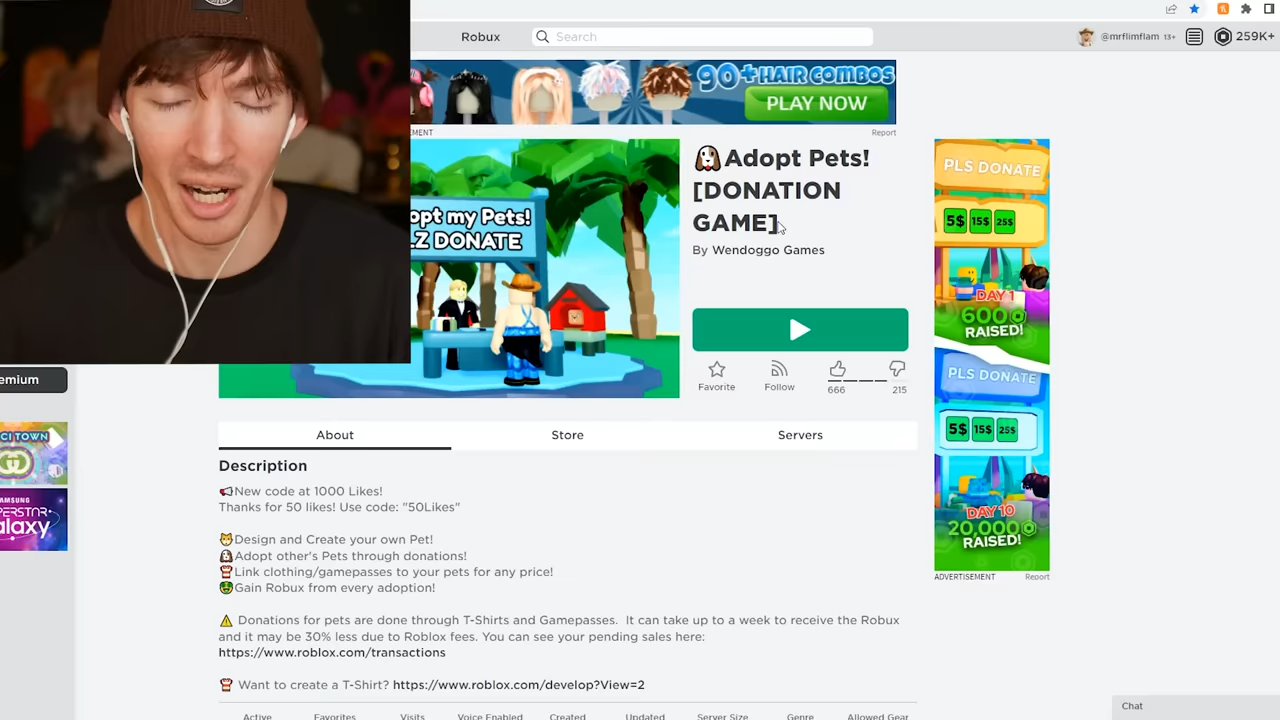 Robux
Search
@mrflimflam 13+
259K+
90+ HAIR COMBOS
PLAY NOW
EMENT
Report
opt my Pets!
LZ DONATE
Adopt Pets!
[DONATION
GAME]
By Wendoggo Games
Favorite
Follow
666
215
PLS DONATE
5$ 15$ 25$
DAY 1
600
RAISED!
PLS DONATE
5$ 15$ 25$
DAY 10
20,000
RAISED!
ADVERTISEMENT
Report
emium
CI TOWN
AMSUNG
PERSTAR
alaxy
About
Store
Servers
Description
New code at 1000 Likes!
Thanks for 50 likes! Use code: "50Likes"
Design and Create your own Pet!
Adopt other's Pets through donations!
Link clothing/gamepasses to your pets for any price!
Gain Robux from every adoption!
Donations for pets are done through T-Shirts and Gamepasses. It can take up to a week to receive the Robux
and it may be 30% less due to Roblox fees. You can see your pending sales here:
https://www.roblox.com/transactions
Want to create a T-Shirt? https://www.roblox.com/develop?View=2
Active
Favorites
Visits
Voice Enabled
Created
Updated
Server Size
Genre
Allowed Gear
Chat